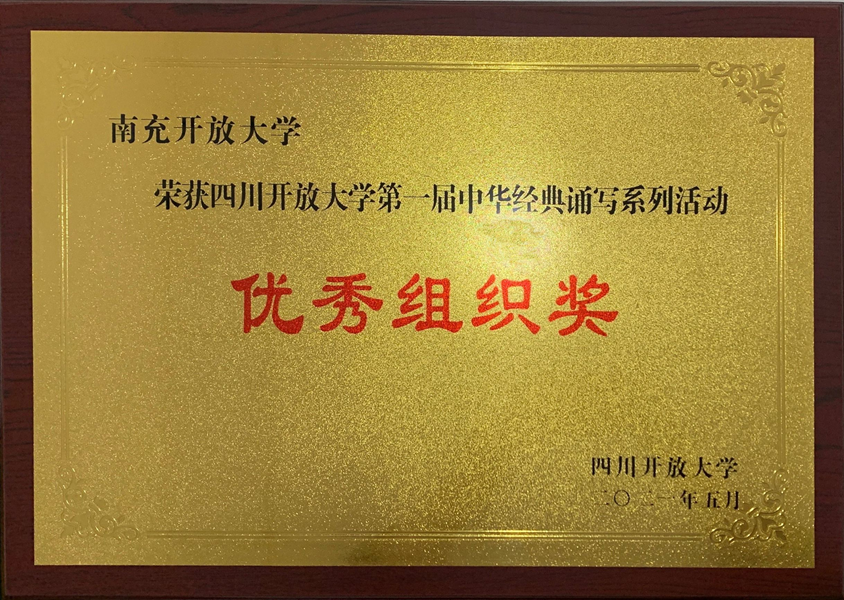 南充开放大学
荣获四川开放大学第一届中华经典诵写系列活动
优秀组织奖
四川开放大学
二〇二一年五月